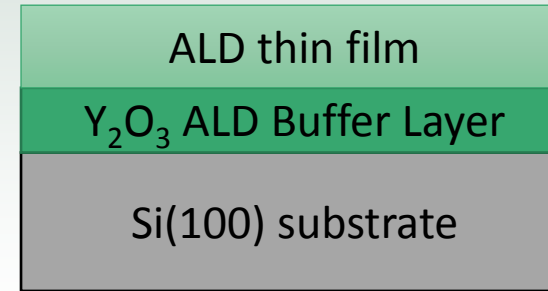 ALD thin film
Y₂O₃ ALD Buffer Layer
Si(100) substrate